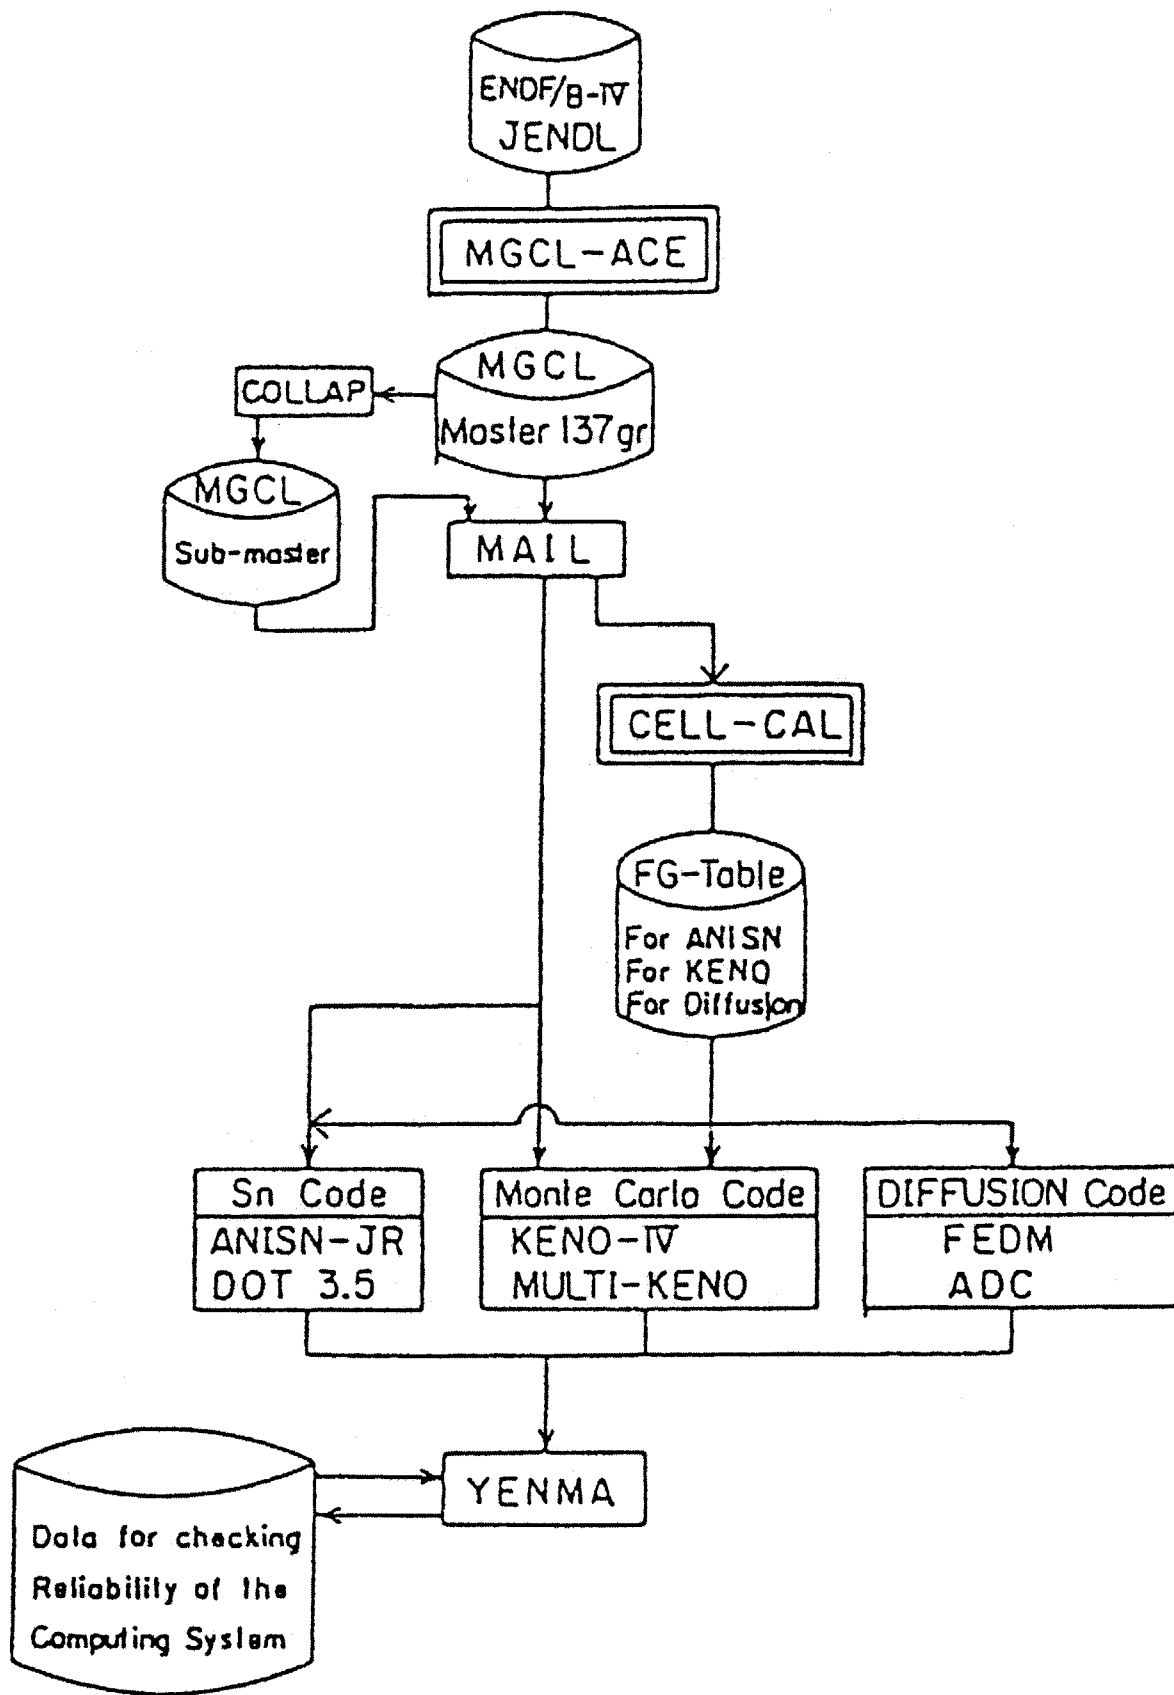 ENDF/B-IV
JENDL
MGCL-ACE
MGCL
Master 137gr
COLLAP
MGCL
Sub-master
MAIL
CELL-CAL
FG-Table
For ANISN
For KENO
For Diffusion
Sn Code
ANISN-JR
DOT 3.5
Monte Carlo Code
KENO-IV
MULTI-KENO
DIFFUSION Code
FEDM
ADC
YENMA
Data for checking
Reliability of the
Computing System